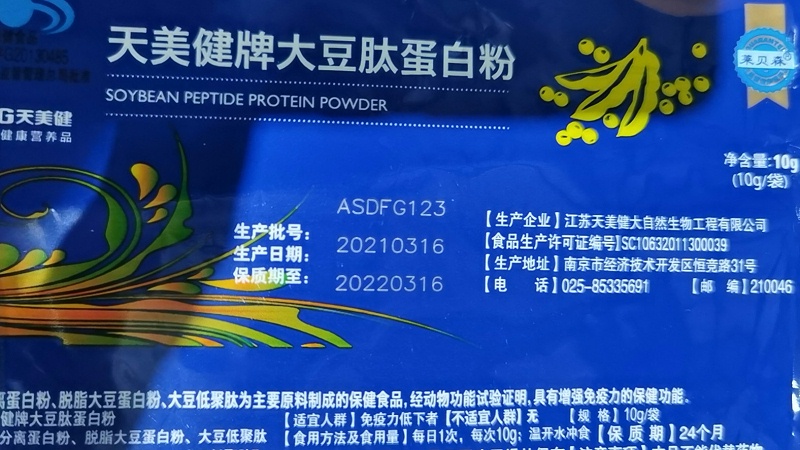 天美健牌大豆肽蛋白粉
SOYBEAN PEPTIDE PROTEIN POWDER
莱贝森
G天美健
健康营养品
净含量:10g
(10g/袋)
生产批号: ASDFG123
生产日期: 20210316
保质期至: 20220316
【生产企业】江苏天美健大自然生物工程有限公司
【食品生产许可证编号】SC10632011300039
【生产地址】南京市经济技术开发区恒竞路31号
【电 话】025-85335691 【邮 编】210046
离蛋白粉、脱脂大豆蛋白粉、大豆低聚肽为主要原料制成的保健食品,经动物功能试验证明,具有增强免疫力的保健功能。
健牌大豆肽蛋白粉 【适宜人群】免疫力低下者【不适宜人群】无 【规 格】10g/袋
分离蛋白粉、脱脂大豆蛋白粉、大豆低聚肽 【食用方法及食用量】每日1次，每次10g；温开水冲食【保 质 期】24个月